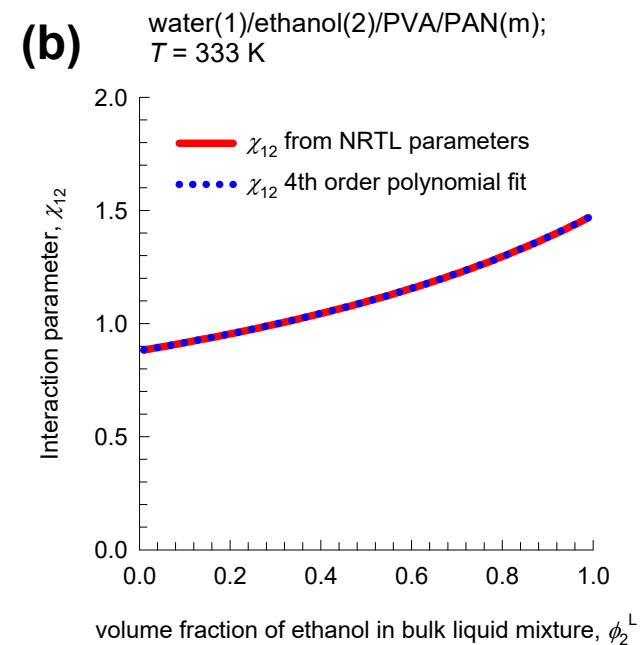 (b)
water(1)/ethanol(2)/PVA/PAN(m);
T = 333 K
2.0
χ12 from NRTL parameters
χ12 4th order polynomial fit
1.5
1.0
0.5
0.0
Interaction parameter, χ12
0.0 0.2 0.4 0.6 0.8 1.0
volume fraction of ethanol in bulk liquid mixture, ϕ2L